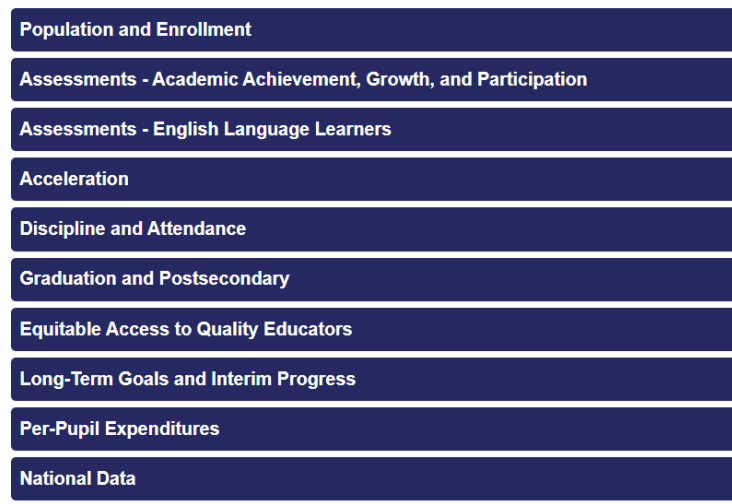 Population and Enrollment
Assessments - Academic Achievement, Growth, and Participation
Assessments - English Language Learners
Acceleration
Discipline and Attendance
Graduation and Postsecondary
Equitable Access to Quality Educators
Long-Term Goals and Interim Progress
Per-Pupil Expenditures
National Data